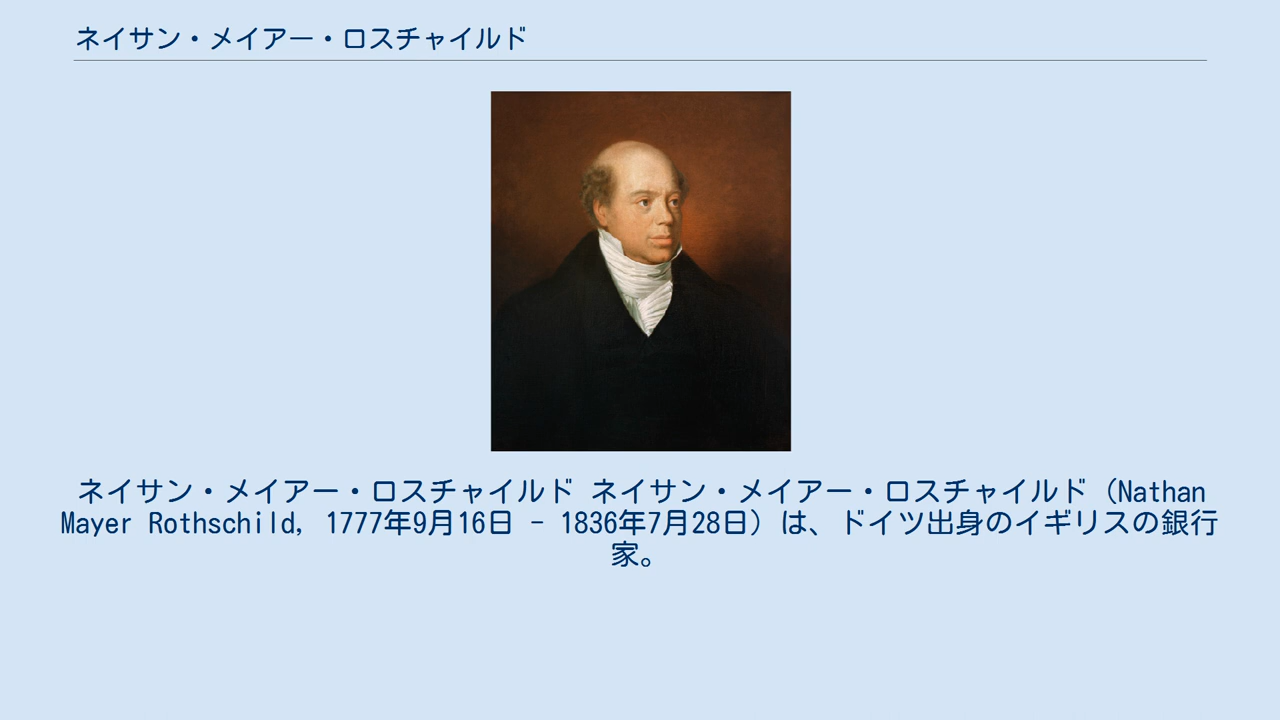 ネイサン・メイアー・ロスチャイルド
ネイサン・メイアー・ロスチャイルド ネイサン・メイアー・ロスチャイルド（Nathan
Mayer Rothschild, 1777年9月16日 - 1836年7月28日）は、ドイツ出身のイギリスの銀行
家。